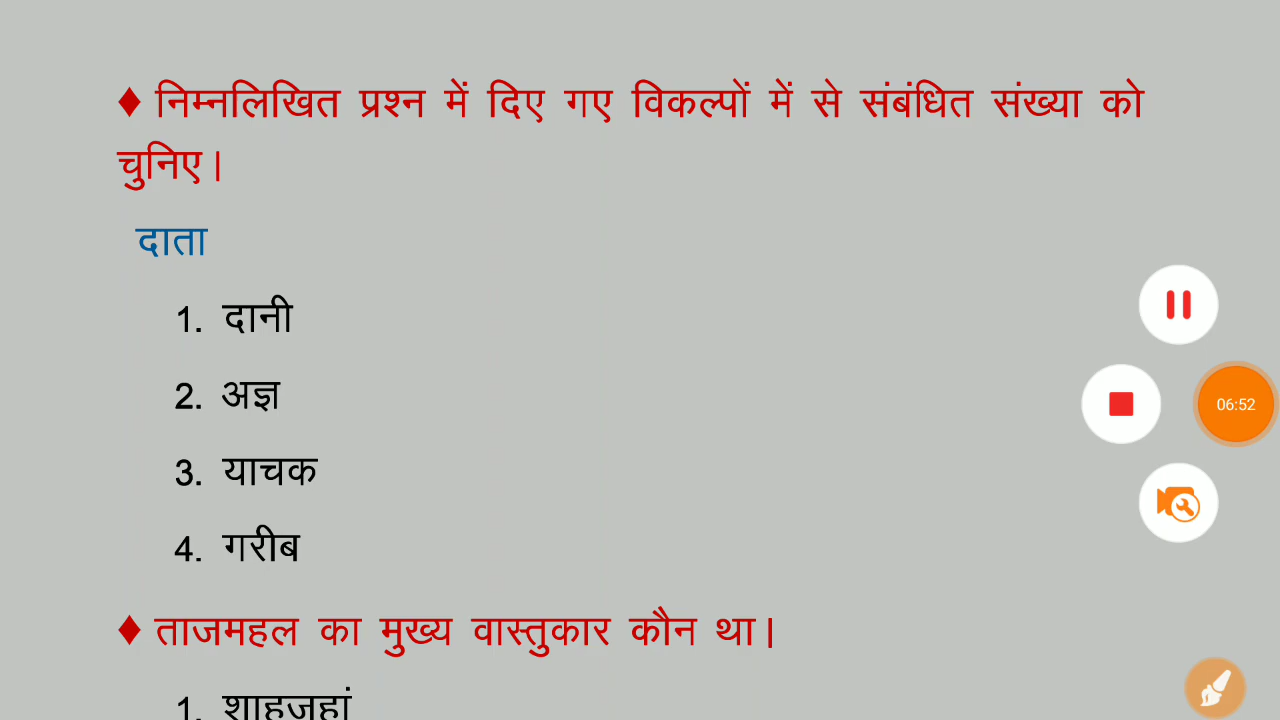 ♦ निम्नलिखित प्रश्न में दिए गए विकल्पों में से संबंधित संख्या को
चुनिए।
दाता
1. दानी
2. अज्ञ
3. याचक
4. गरीब
06:52
♦ ताजमहल का मुख्य वास्तुकार कौन था।
1. शाहजहां